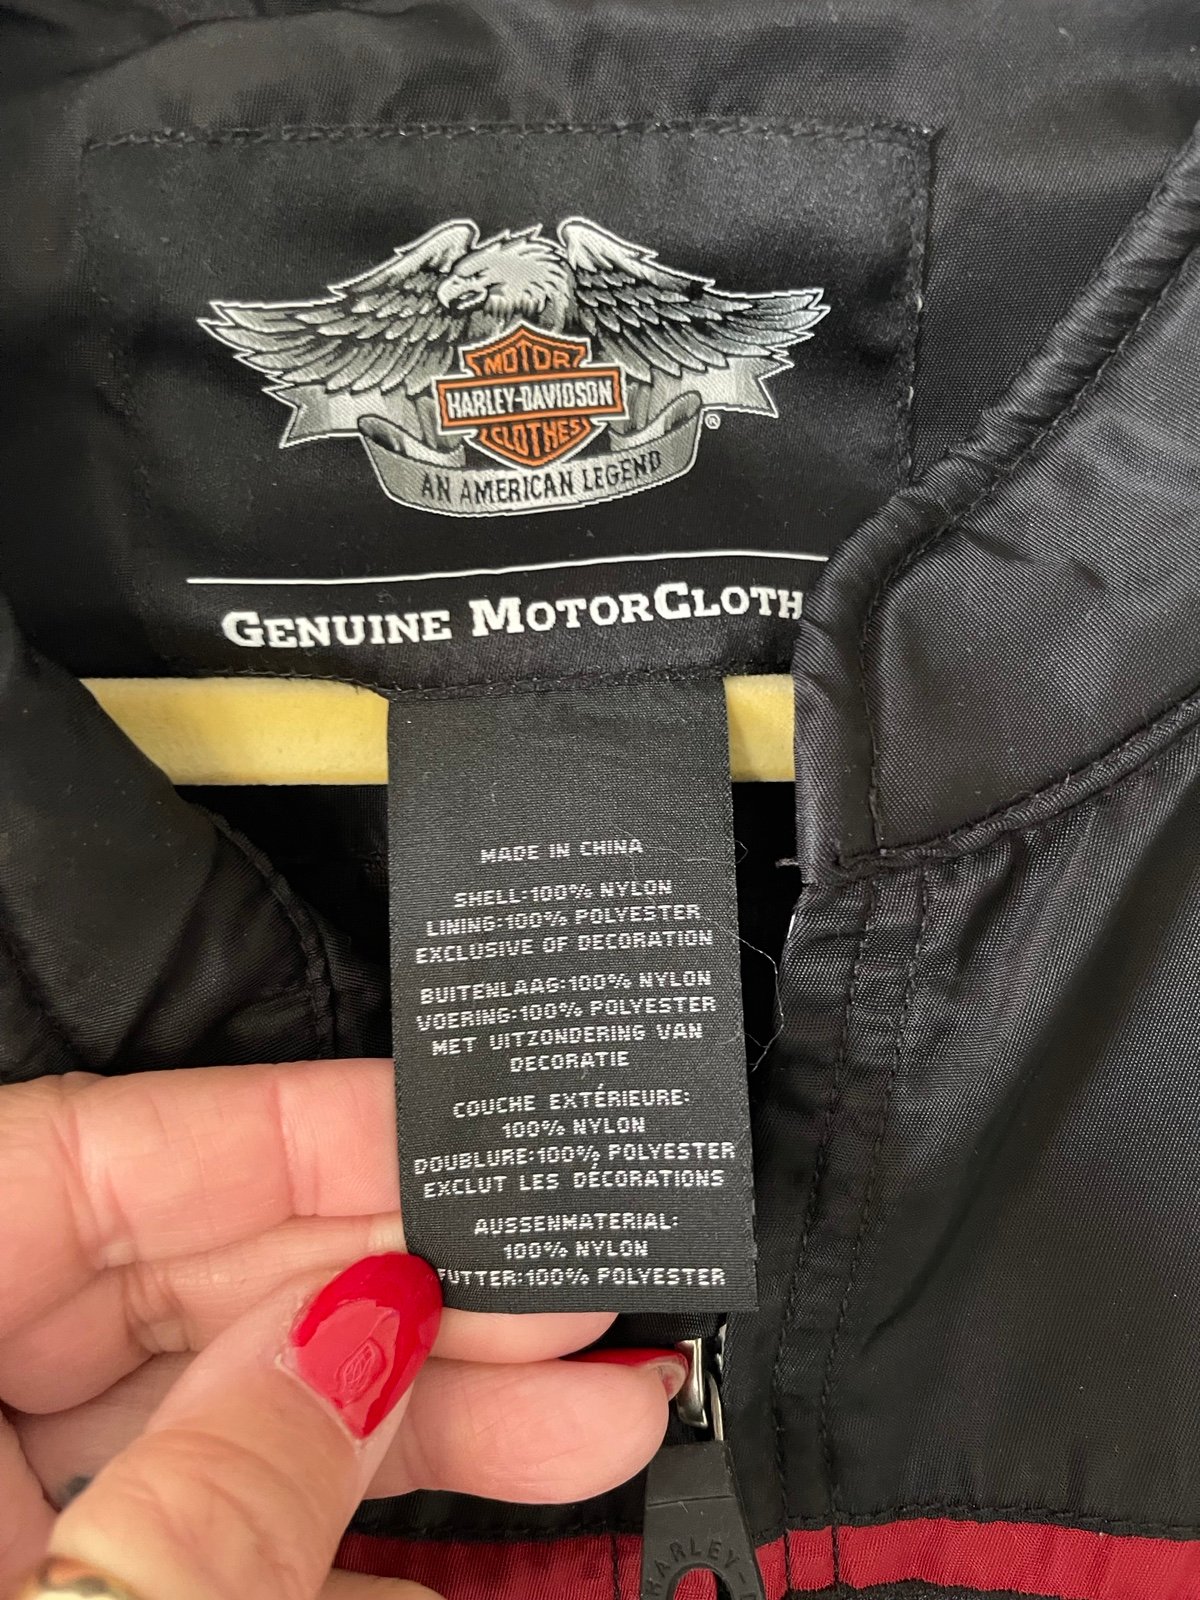 MOTOR
HARLEY-DAVIDSON
CLOTHES
®
AN AMERICAN LEGEND
GENUINE MOTORCLOTH
MADE IN CHINA
SHELL:100% NYLON
LINING:100% POLYESTER
EXCLUSIVE OF DECORATION
BUITENLAAG:100% NYLON
VOERING:100% POLYESTER
MET UITZONDERING VAN
DECORATIE
COUCHE EXTÉRIEURE:
100% NYLON
DOUBLURE:100% POLYESTER
EXCLUT LES DÉCORATIONS
AUSSENMATERIAL:
100% NYLON
FUTTER:100% POLYESTER
HARLEY-